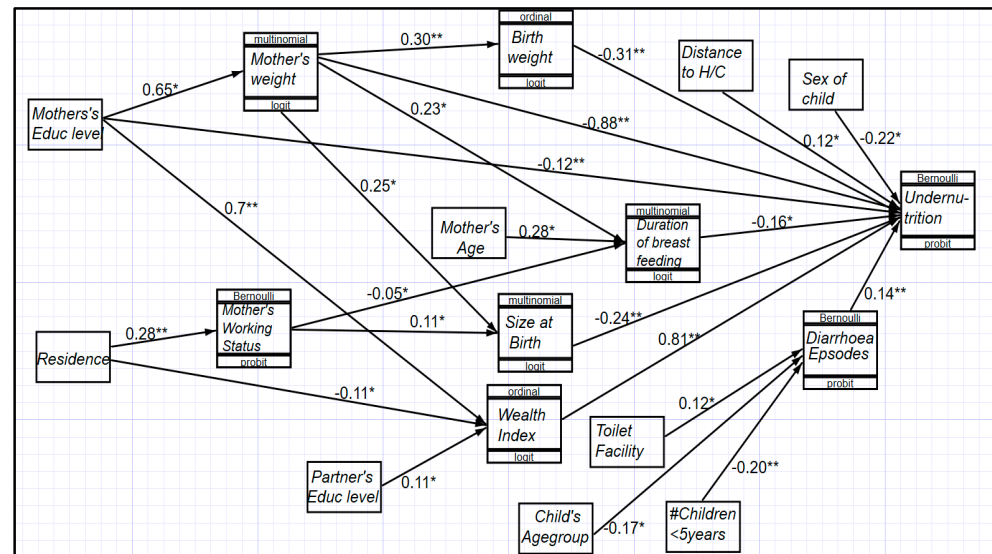 ordinal
Birth
weight
logit
0.30**
-0.31**
multinomial
Mother's
weight
logit
Distance
to H/C
Sex of
child
0.65*
Mothers's
Educ level
0.23*
-0.88**
0.12*
-0.22*
-0.12**
Bernoulli
Undernu-
trition
probit
0.25*
0.7**
Mother's
Age
0.28*
multinomial
Duration
of breast
feeding
logit
-0.16*
Bernoulli
Mother's
Working
Status
probit
-0.05*
0.11*
multinomial
Size at
Birth
logit
-0.24**
0.14**
Bernoulli
Diarrhoea
Epsodes
probit
0.28**
Residence
-0.11*
0.81**
ordinal
Wealth
Index
logit
0.12*
Toilet
Facility
Partner's
Educ level
0.11*
-0.20**
Child's
Agegroup
-0.17*
#Children
<5years